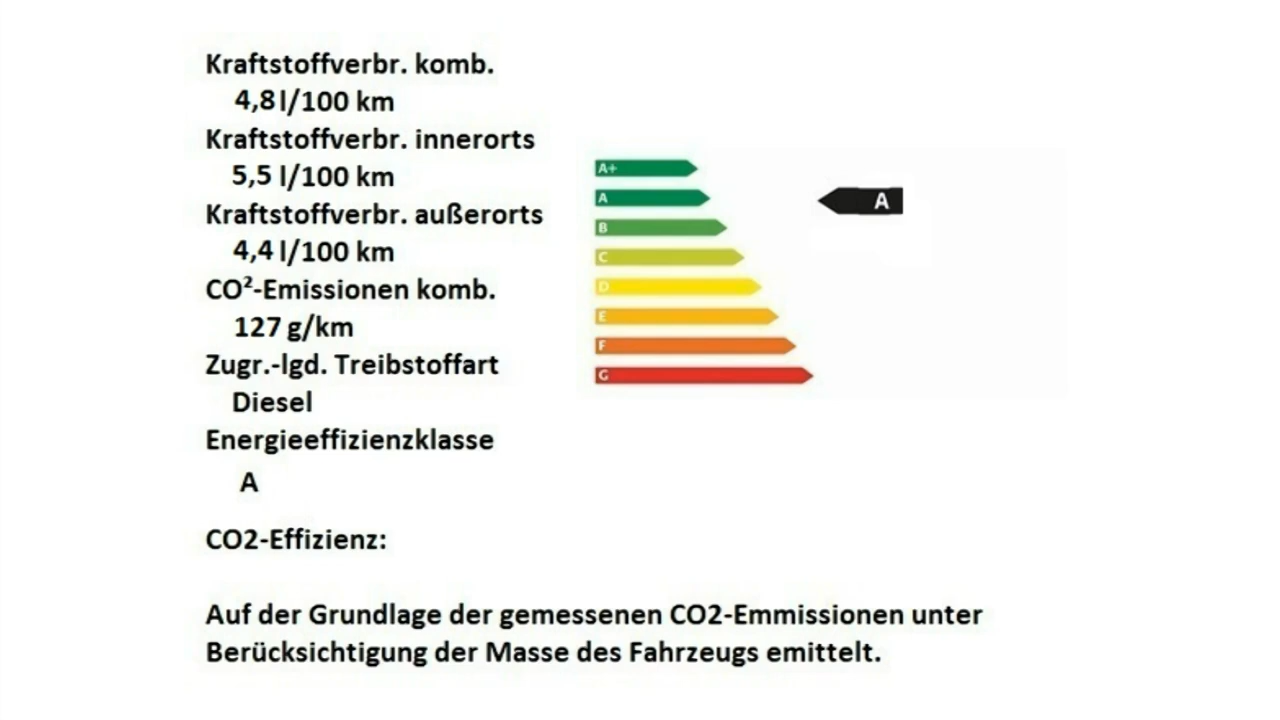 Kraftstoffverbr. komb.
4,8 l/100 km
Kraftstoffverbr. innerorts
5,5 l/100 km
Kraftstoffverbr. außerorts
4,4 l/100 km
CO²-Emissionen komb.
127 g/km
Zugr.-lgd. Treibstoffart
Diesel
Energieeffizienzklasse
A
A+
A
B
C
D
E
F
G
A
CO2-Effizienz:
Auf der Grundlage der gemessenen CO2-Emmissionen unter
Berücksichtigung der Masse des Fahrzeugs emittelt.